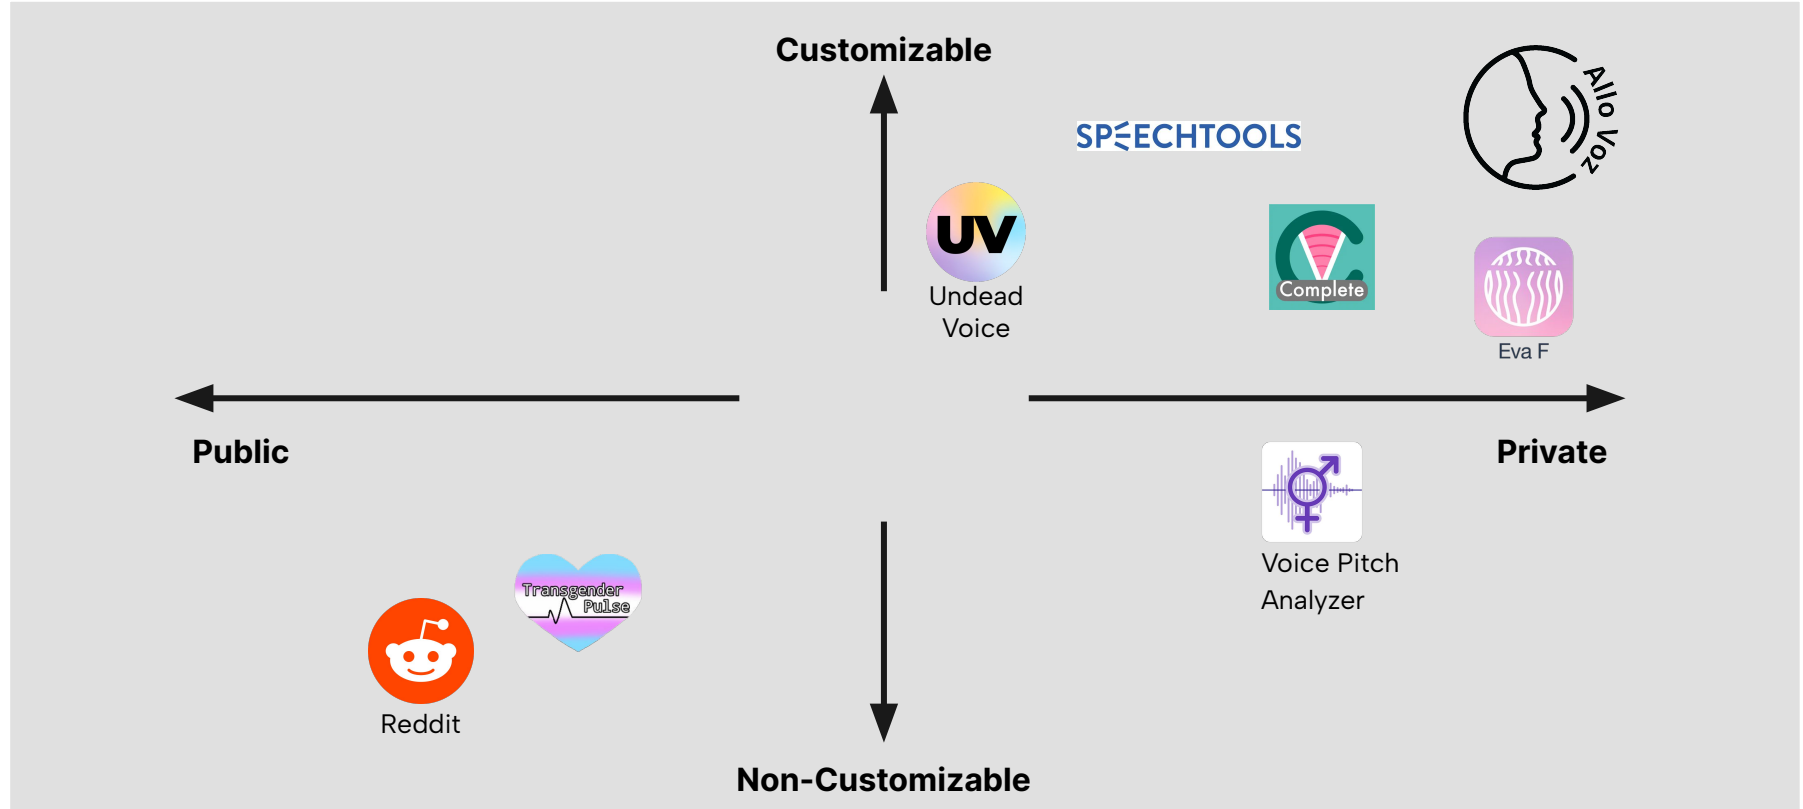 Customizable
SPEECHTOOLS
Allo Voz
UV
Undead
Voice
Complete
Eva F
Public
Private
Voice Pitch
Analyzer
Transgender
Pulse
Reddit
Non-Customizable